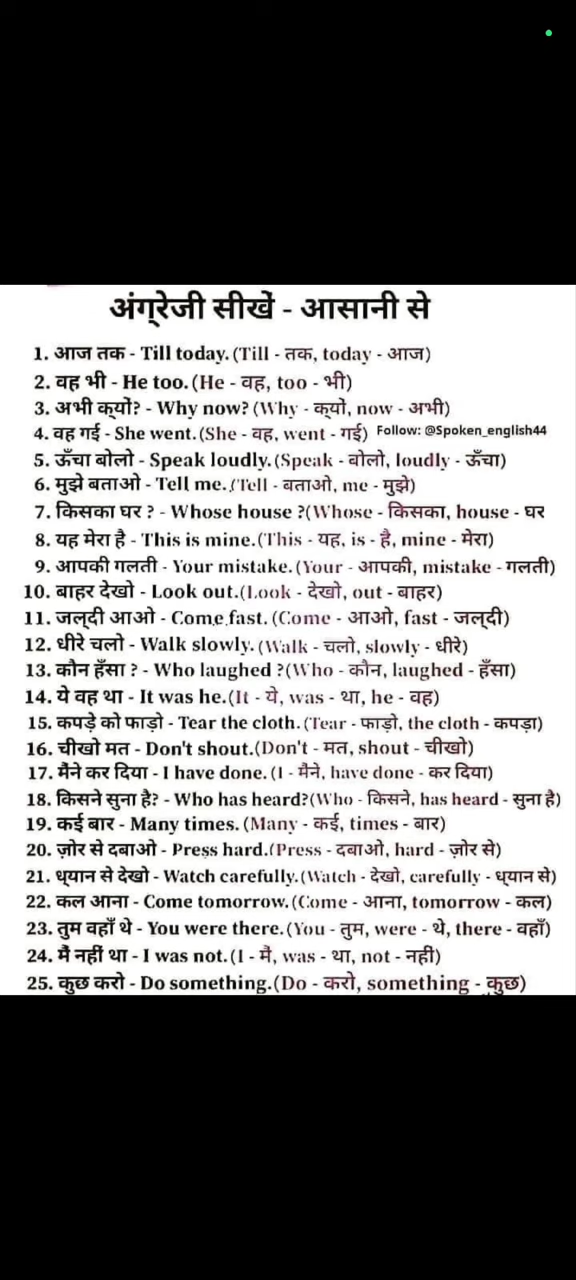 अंग्रेजी सीखें - आसानी से
1. आज तक - Till today. (Till - तक, today - आज)
2. वह भी - He too. (He - वह, too - भी)
3. अभी क्यों? - Why now? (Why - क्यों, now - अभी)
4. वह गई - She went. (She - वह, went - गई) Follow: @Spoken_english44
5. ऊँचा बोलो - Speak loudly. (Speak - बोलो, loudly - ऊँचा)
6. मुझे बताओ - Tell me. (Tell - बताओ, me - मुझे)
7. किसका घर ? - Whose house ?(Whose - किसका, house - घर
8. यह मेरा है - This is mine.(This - यह, is - है, mine - मेरा)
9. आपकी गलती - Your mistake. (Your - आपकी, mistake - गलती)
10. बाहर देखो - Look out.(Look - देखो, out - बाहर)
11. जल्दी आओ - Come fast. (Come - आओ, fast - जल्दी)
12. धीरे चलो - Walk slowly. (Walk - चलो, slowly - धीरे)
13. कौन हँसा ? - Who laughed ?(Who - कौन, laughed - हँसा)
14. ये वह था - It was he.(It - ये, was - था, he - वह)
15. कपड़े को फाड़ो - Tear the cloth. (Tear - फाड़ो, the cloth - कपड़ा)
16. चीखो मत - Don't shout.(Don't - मत, shout - चीखो)
17. मैंने कर दिया - I have done. (I - मैंने, have done - कर दिया)
18. किसने सुना है? - Who has heard?(Who - किसने, has heard - सुना है)
19. कई बार - Many times. (Many - कई, times - बार)
20. ज़ोर से दबाओ - Press hard.(Press - दबाओ, hard - ज़ोर से)
21. ध्यान से देखो - Watch carefully. (Watch - देखो, carefully - ध्यान से)
22. कल आना - Come tomorrow. (Come - आना, tomorrow - कल)
23. तुम वहाँ थे - You were there. (You - तुम, were - थे, there - वहाँ)
24. मैं नहीं था - I was not. (I - मैं, was - था, not - नहीं)
25. कुछ करो - Do something.(Do - करो, something - कुछ)